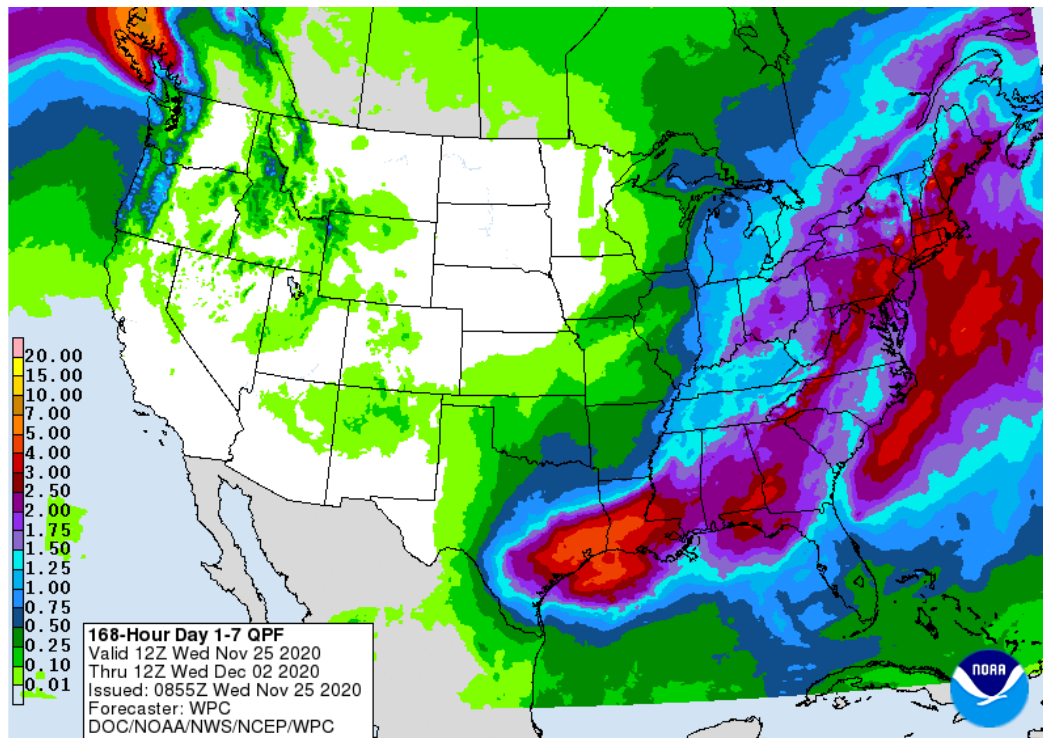 20.00
15.00
10.00
7.00
5.00
4.00
3.00
2.50
2.00
1.75
1.50
1.25
1.00
0.75
0.50
0.25
0.10
0.01
168-Hour Day 1-7 QPF
Valid 12Z Wed Nov 25 2020
Thru 12Z Wed Dec 02 2020
Issued: 0855Z Wed Nov 25 2020
Forecaster: WPC
DOC/NOAA/NWS/NCEP/WPC
NOAA